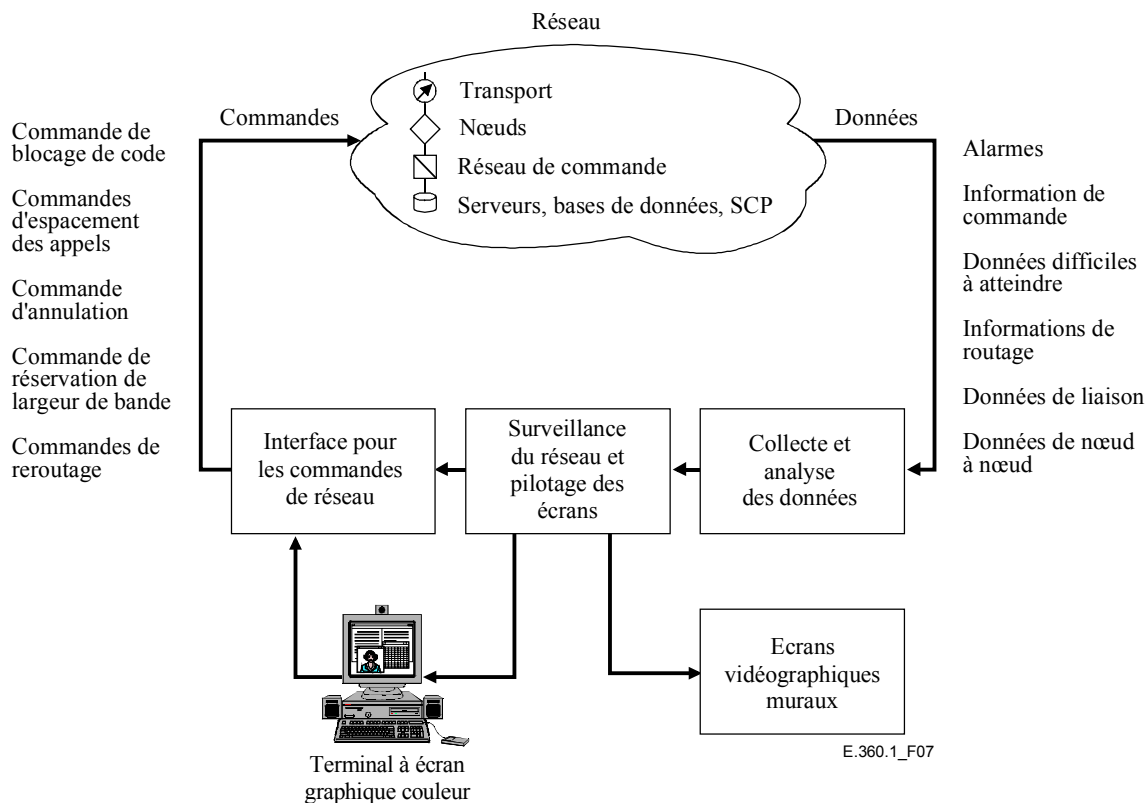 Réseau
Transport
Nœuds
Réseau de commande
Serveurs, bases de données, SCP
Commandes
Données
Commande de
blocage de code
Commandes
d'espacement
des appels
Commande
d'annulation
Commande de
réservation de
largeur de bande
Commandes de
reroutage
Alarmes
Information de
commande
Données difficiles
à atteindre
Informations de
routage
Données de liaison
Données de nœud
à nœud
Interface pour
les commandes
de réseau
Surveillance
du réseau et
pilotage des
écrans
Collecte et
analyse
des données
Terminal à écran
graphique couleur
Ecrans
vidéographiques
muraux
E.360.1_F07